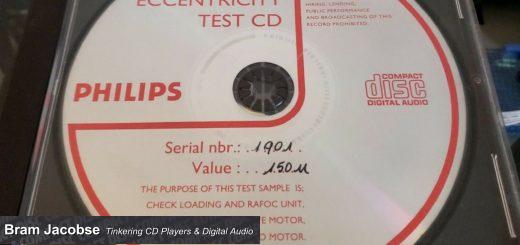 ECCENTRICITY
TEST CD
HIRING, LENDING,
PUBLIC PERFORMANCE
AND BROADCASTING OF THIS
RECORD PROHIBITED.
PHILIPS
COMPACT
disc
DIGITAL AUDIO
Serial nbr.: . 1901 .
Value : . . 150 µ
THE PURPOSE OF THIS TEST SAMPLE IS;
CHECK LOADING AND RAFOC UNIT,
MOTOR,
Bram Jacobse Tinkering CD Players & Digital Audio